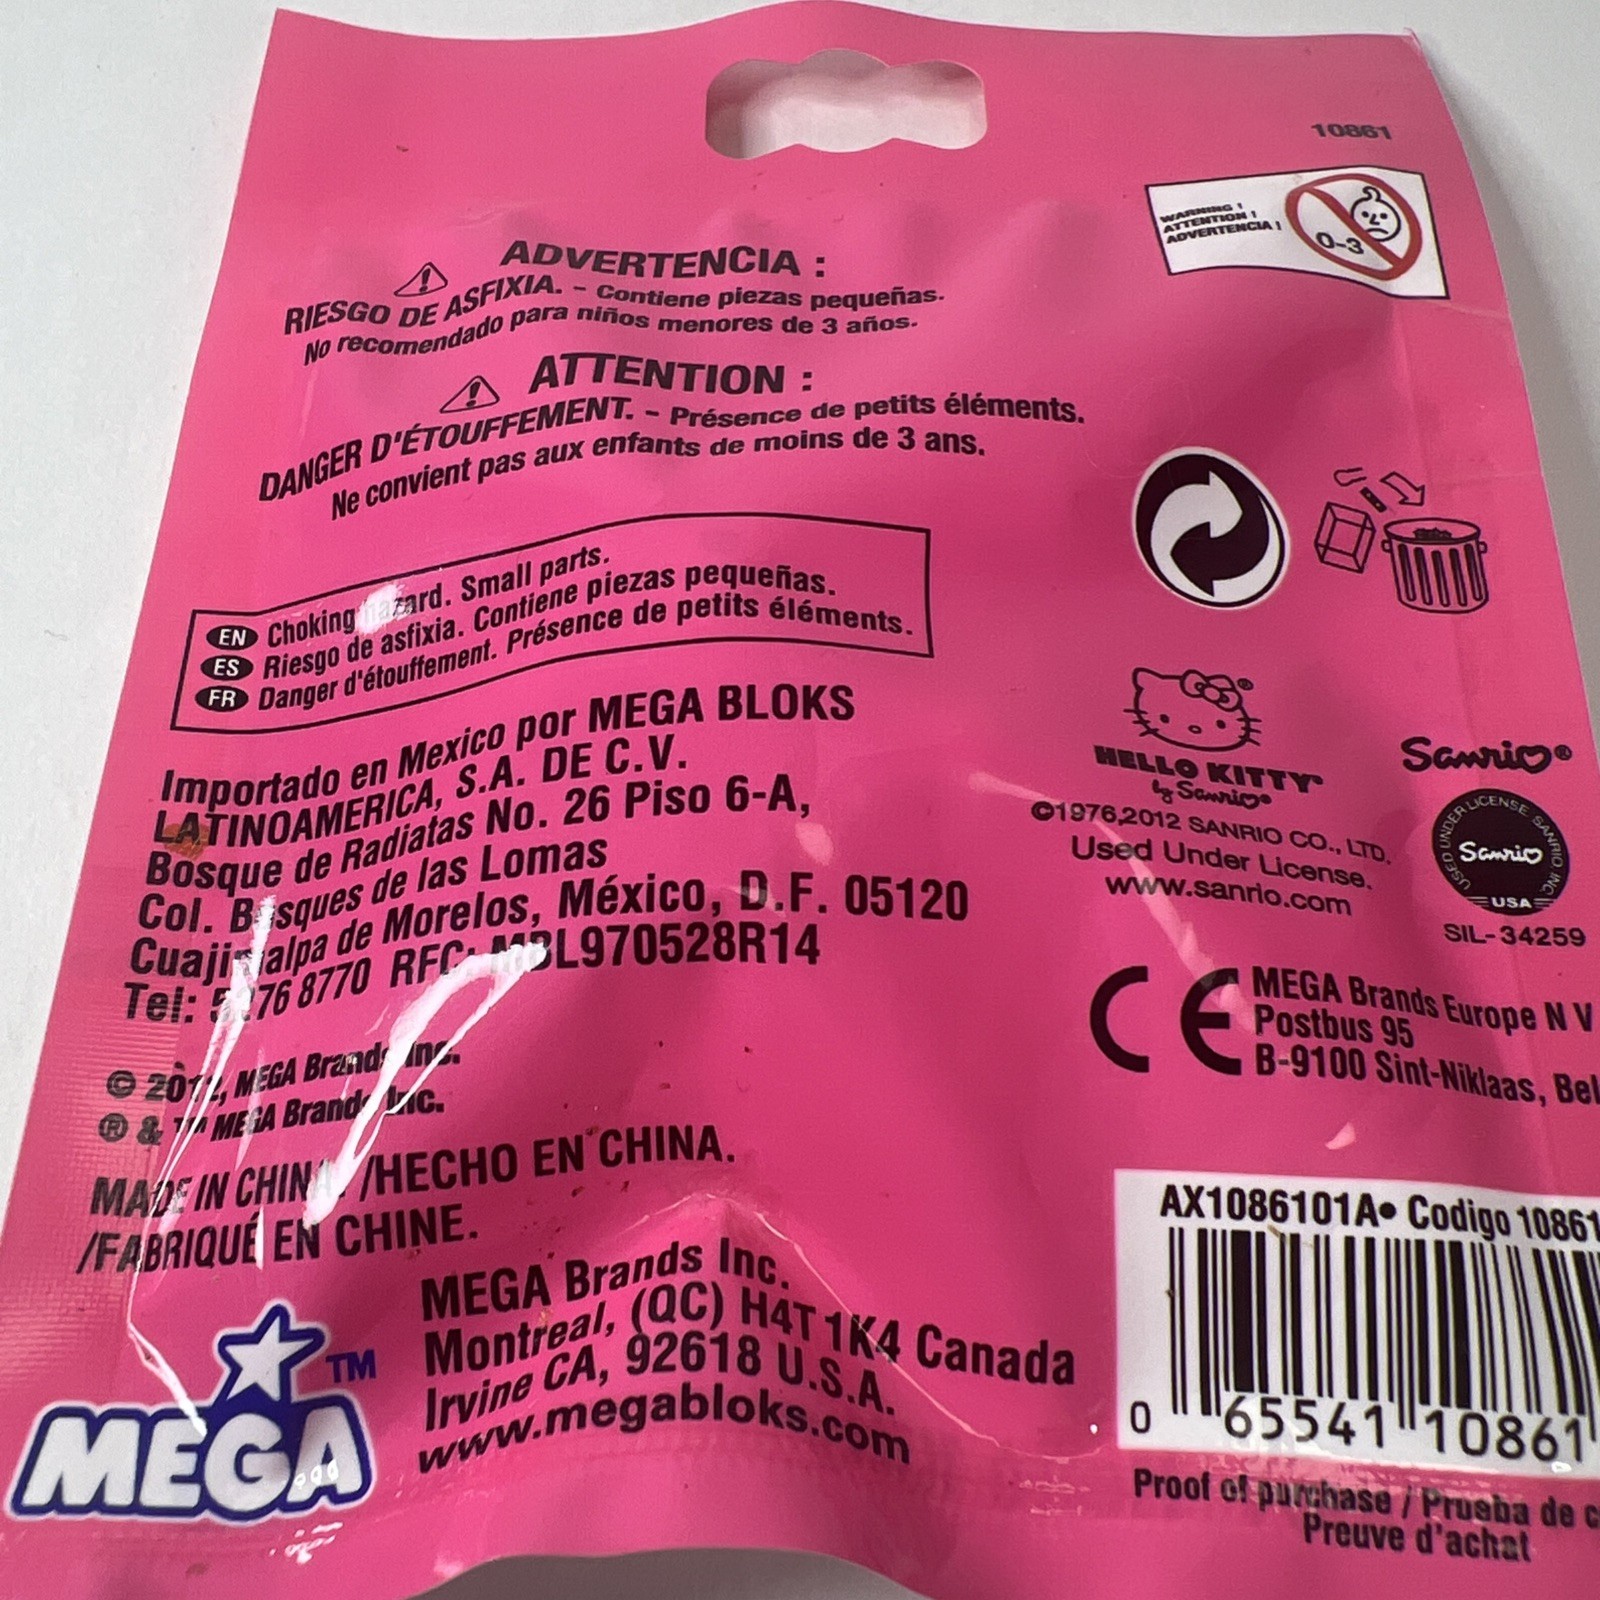 10861
WARNING !
ATTENTION !
ADVERTENCIA !
0-3
ADVERTENCIA :
RIESGO DE ASFIXIA. - Contiene piezas pequeñas.
No recomendado para niños menores de 3 años.
ATTENTION :
DANGER D'ÉTOUFFEMENT. - Présence de petits éléments.
Ne convient pas aux enfants de moins de 3 ans.
EN Choking hazard. Small parts.
ES Riesgo de asfixia. Contiene piezas pequeñas.
FR Danger d'étouffement. Présence de petits éléments.
Importado en Mexico por MEGA BLOKS
LATINOAMERICA, S.A. DE C.V.
Bosque de Radiatas No. 26 Piso 6-A,
Col. Bosques de las Lomas
Cuajimalpa de Morelos, México, D.F. 05120
Tel: 8770 RFC: MBL970528R14
© 2012, MEGA Brands Inc.
® & ™ MEGA Brands Inc.
MADE IN CHINA. /HECHO EN CHINA.
/FABRIQUÉ EN CHINE.
MEGA™
MEGA Brands Inc.
Montreal, (QC) H4T 1K4 Canada
Irvine CA, 92618 U.S.A.
www.megabloks.com
®
HELLO KITTY®
by Sanrio®
©1976,2012 SANRIO CO., LTD.
Used Under License.
www.sanrio.com
Sanrio®
USED UNDER LICENSE SANRIO INC.
Sanrio
USA
SIL-34259
CE
MEGA Brands Europe N V
Postbus 95
B-9100 Sint-Niklaas, Bel
AX1086101A• Codigo 10861
0 65541 10861
Proof of purchase / Prueba de c
Preuve d'achat